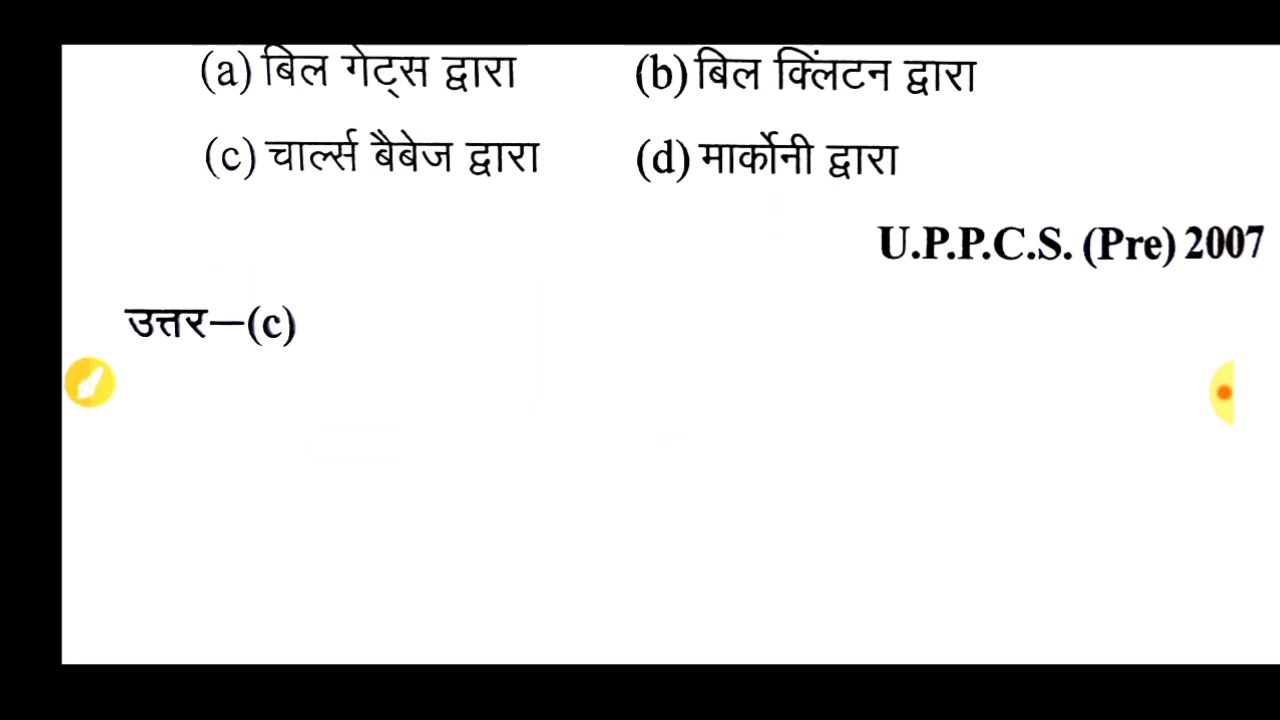 (a) बिल गेट्स द्वारा (b) बिल क्लिंटन द्वारा
(c) चार्ल्स बैबेज द्वारा (d) मार्कोनी द्वारा
U.P.P.C.S. (Pre) 2007
उत्तर—(c)